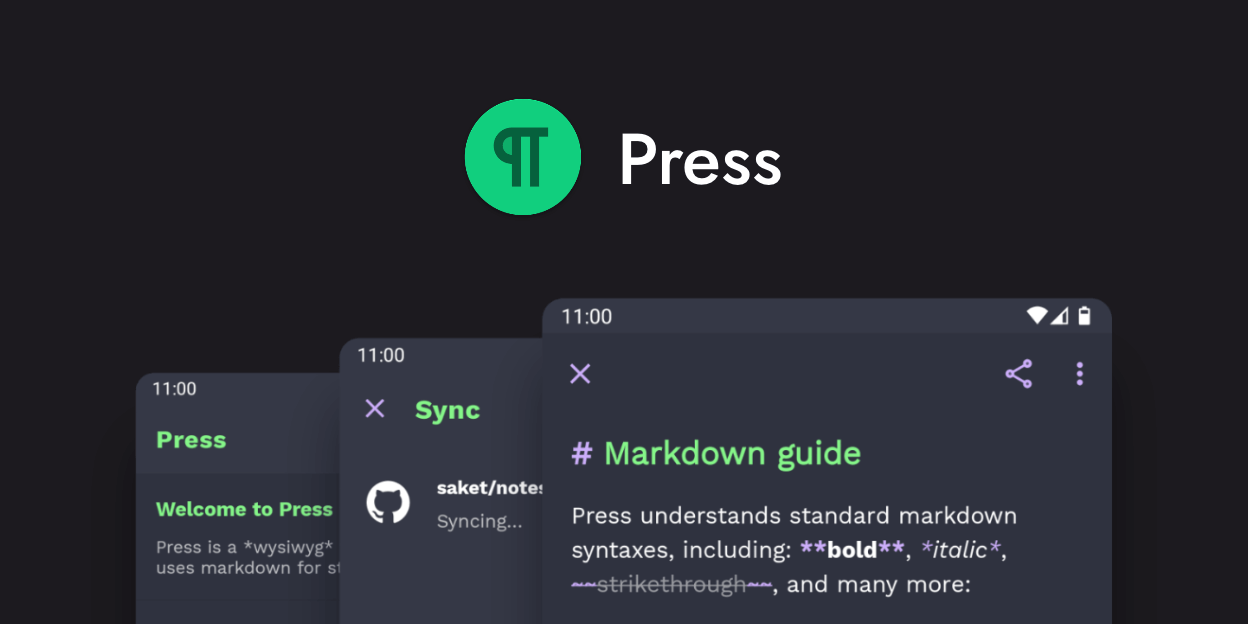 ¶ Press
11:00
Press
Welcome to Press
Press is a *wysiwyg*
uses markdown for
11:00
Sync
saket/notes
Syncing...
11:00
# Markdown guide
Press understands standard markdown
syntaxes, including: **bold**, *italic*,
~~strikethrough~~, and many more: